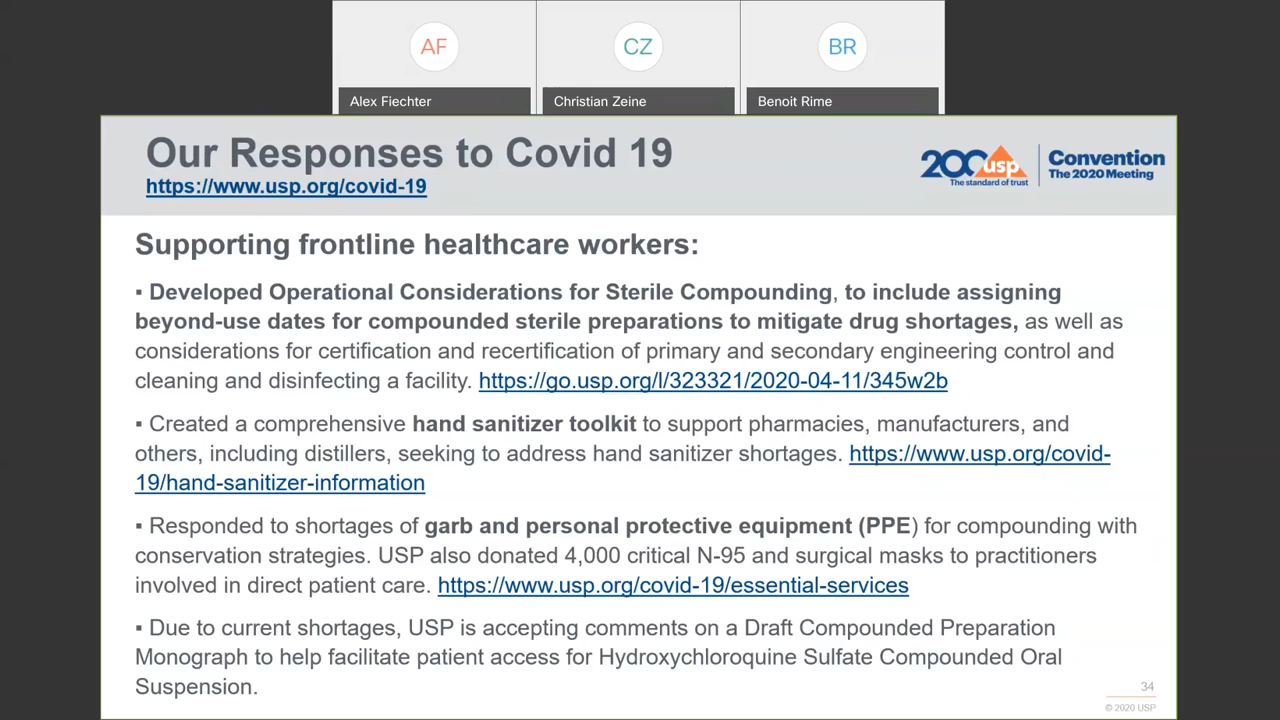 AF
CZ
BR
Alex Fiechter
Christian Zeine
Benoit Rime
Our Responses to Covid 19
https://www.usp.org/covid-19
200 usp
The standard of trust
Convention
The 2020 Meeting
Supporting frontline healthcare workers:
▪ Developed Operational Considerations for Sterile Compounding, to include assigning
beyond-use dates for compounded sterile preparations to mitigate drug shortages, as well as
considerations for certification and recertification of primary and secondary engineering control and
cleaning and disinfecting a facility. https://go.usp.org/l/323321/2020-04-11/345w2b
▪ Created a comprehensive hand sanitizer toolkit to support pharmacies, manufacturers, and
others, including distillers, seeking to address hand sanitizer shortages. https://www.usp.org/covid-
19/hand-sanitizer-information
▪ Responded to shortages of garb and personal protective equipment (PPE) for compounding with
conservation strategies. USP also donated 4,000 critical N-95 and surgical masks to practitioners
involved in direct patient care. https://www.usp.org/covid-19/essential-services
▪ Due to current shortages, USP is accepting comments on a Draft Compounded Preparation
Monograph to help facilitate patient access for Hydroxychloroquine Sulfate Compounded Oral
Suspension.
34
© 2020 USP